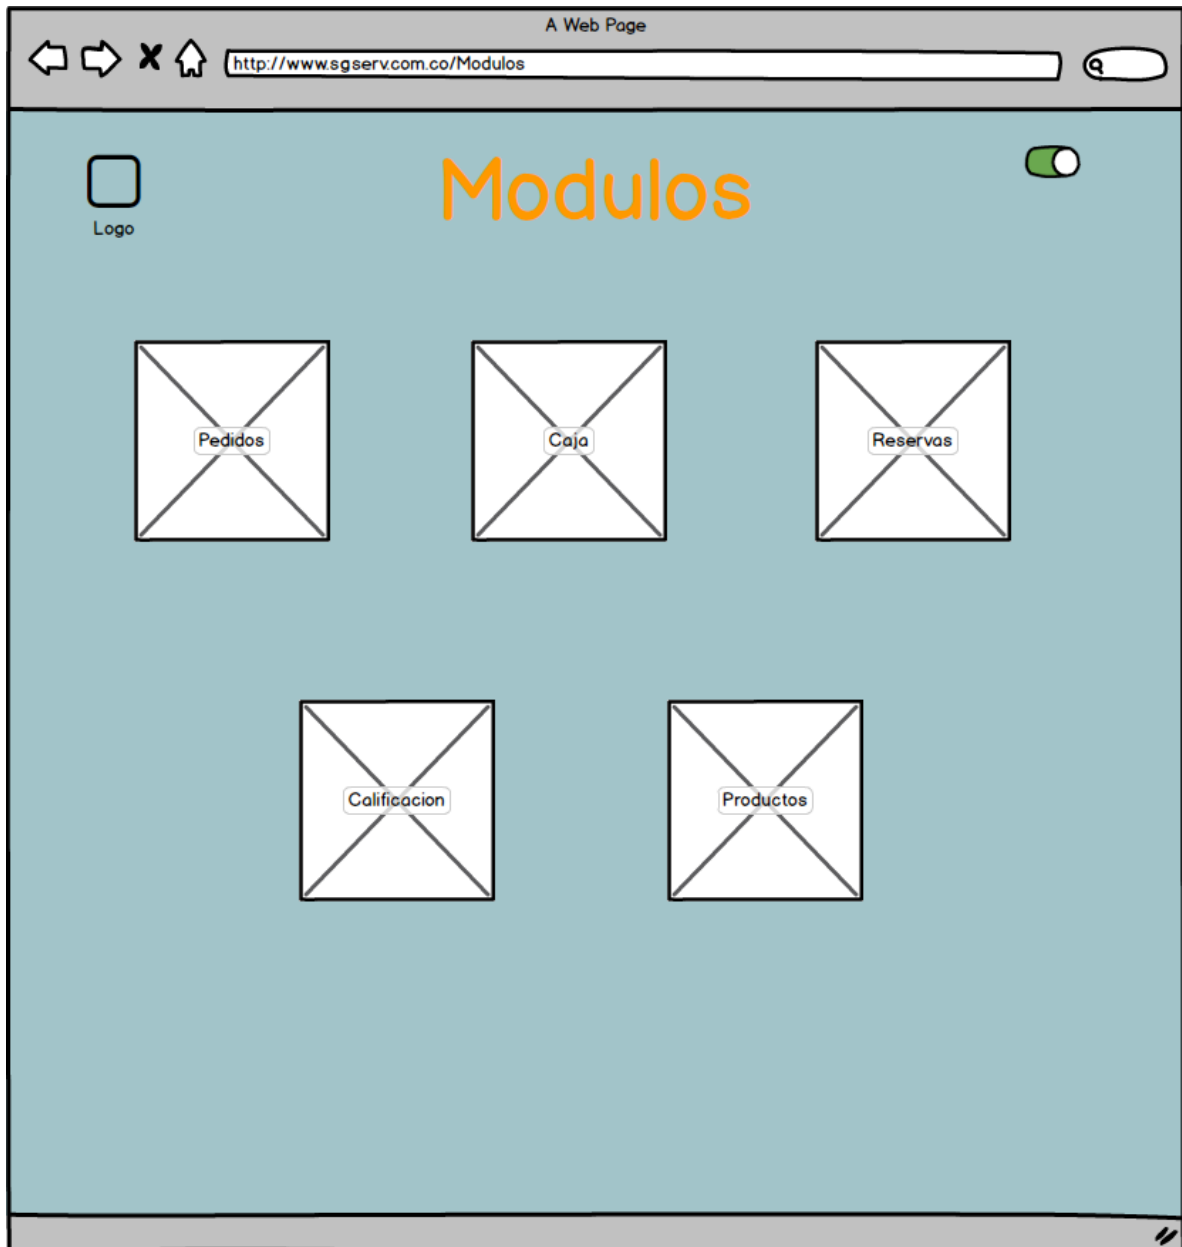 A Web Page
http://www.sgserv.com.co/Modulos
Modulos
Logo
Pedidos
Caja
Reservas
Calificacion
Productos